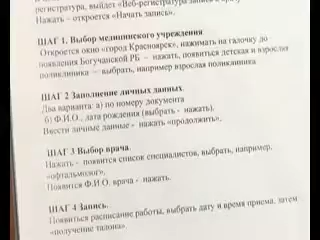 регистратура, выйдет «Веб-регистратура
Нажать – откроется «Начать запись».
ШАГ 1. Выбор медицинского учреждения
Откроется окно «город Красноярск», нажимать на галочку до
появления Богучанской РБ – нажать, появиться детская и взрослая
поликлиника – выбрать, например взрослая поликлиника
ШАГ 2 Заполнение личных данных.
Два варианта: а) по номеру документа
б) Ф.И.О., дата рождения (выбрать - нажать).
Ввести личные данные - нажать «продолжить».
ШАГ 3 Выбор врача.
Нажать - появится список специалистов, выбрать, например,
«офтальмолог».
Появится Ф.И.О. врача - нажать.
ШАГ 4 Запись.
Появиться расписание работы, выбрать дату и время приема, затем
«получение талона».